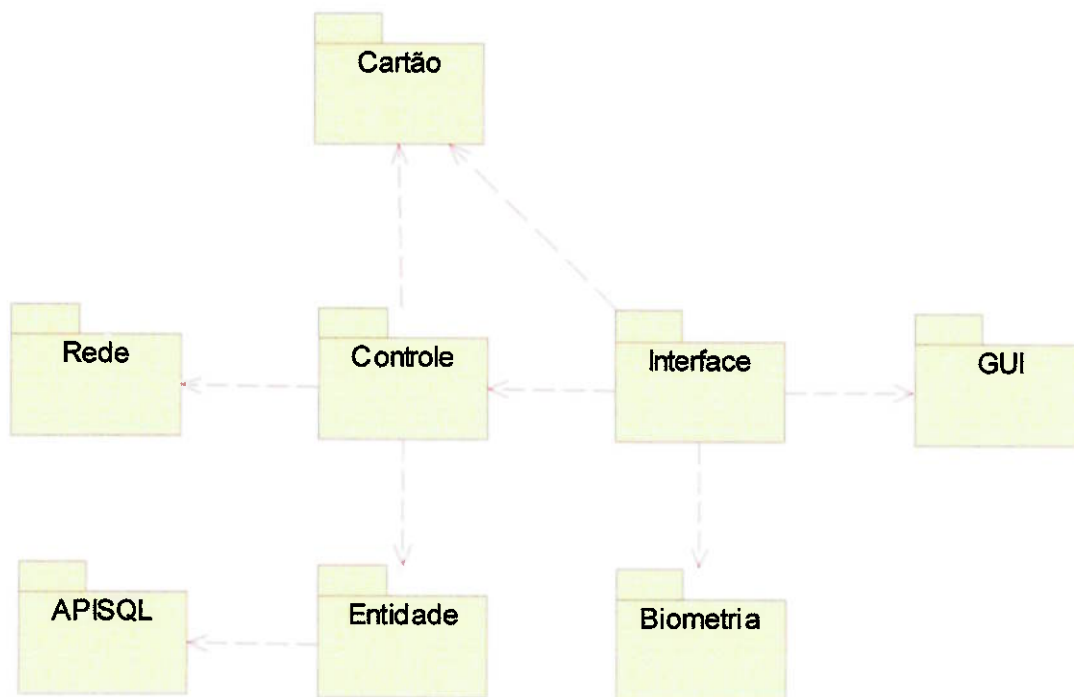 Cartão
Rede
Controle
Interface
GUI
APISQL
Entidade
Biometria